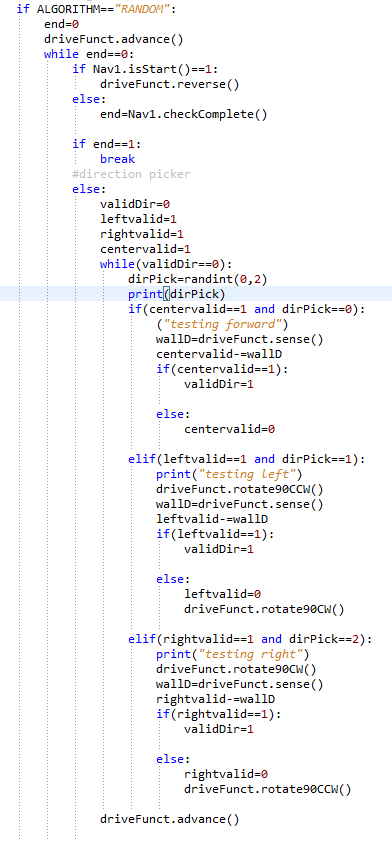 if ALGORITHM=="RANDOM":
    end=0
    driveFunct.advance()
    while end==0:
        if Nav1.isStart()==1:
            driveFunct.reverse()
        else:
            end=Nav1.checkComplete()

        if end==1:
            break
        #direction picker
        else:
            validDir=0
            leftvalid=1
            rightvalid=1
            centervalid=1
            while(validDir==0):
                dirPick=randint(0,2)
                print(dirPick)
                if(centervalid==1 and dirPick==0):
                    ("testing forward")
                    wallD=driveFunct.sense()
                    centervalid-=wallD
                    if(centervalid==1):
                        validDir=1

                    else:
                        centervalid=0

                elif(leftvalid==1 and dirPick==1):
                    print("testing left")
                    driveFunct.rotate90CCW()
                    wallD=driveFunct.sense()
                    leftvalid-=wallD
                    if(leftvalid==1):
                        validDir=1

                    else:
                        leftvalid=0
                        driveFunct.rotate90CW()

                elif(rightvalid==1 and dirPick==2):
                    print("testing right")
                    driveFunct.rotate90CW()
                    wallD=driveFunct.sense()
                    rightvalid-=wallD
                    if(rightvalid==1):
                        validDir=1

                    else:
                        rightvalid=0
                        driveFunct.rotate90CCW()

            driveFunct.advance()